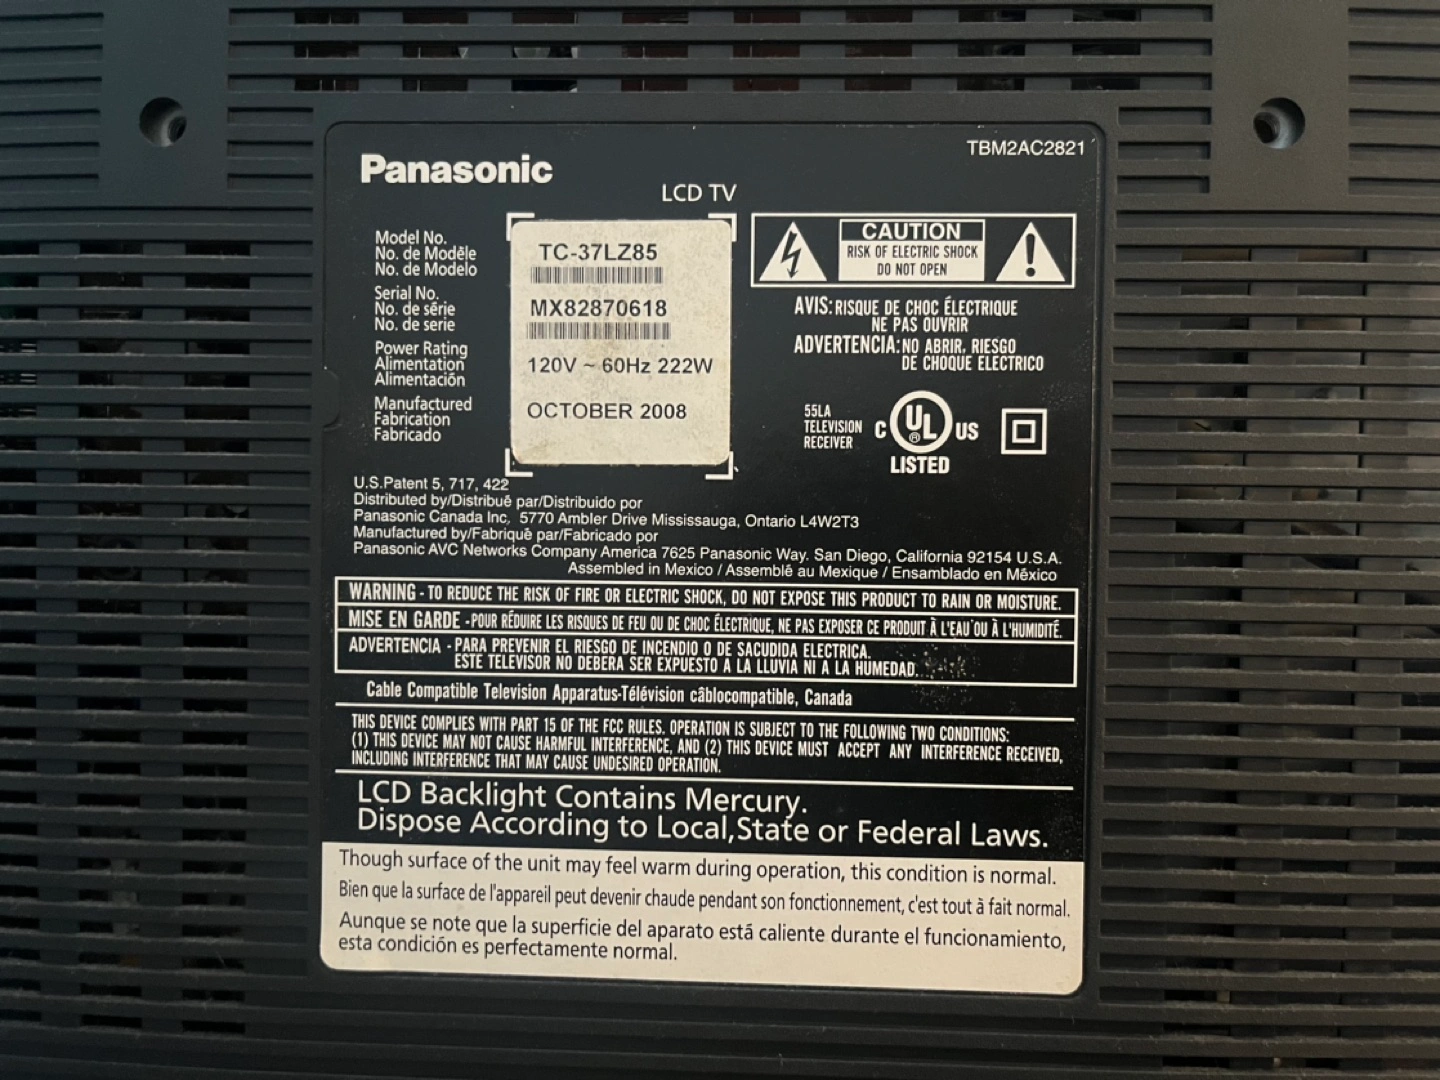 TBM2AC2821
Panasonic
LCD TV
Model No.
No. de Modèle
No. de Modelo
TC-37LZ85
Serial No.
No. de série
No. de serie
MX82870618
Power Rating
Alimentation
Alimentación
120V ~ 60Hz 222W
Manufactured
Fabrication
Fabricado
OCTOBER 2008
CAUTION
RISK OF ELECTRIC SHOCK
DO NOT OPEN
AVIS: RISQUE DE CHOC ÉLECTRIQUE
NE PAS OUVRIR
ADVERTENCIA: NO ABRIR, RIESGO
DE CHOQUE ELECTRICO
55LA
TELEVISION
RECEIVER
C UL ® US
LISTED
U.S.Patent 5, 717, 422
Distributed by/Distribué par/Distribuido por
Panasonic Canada Inc, 5770 Ambler Drive Mississauga, Ontario L4W2T3
Manufactured by/Fabriqué par/Fabricado por
Panasonic AVC Networks Company America 7625 Panasonic Way. San Diego, California 92154 U.S.A.
Assembled in Mexico / Assemblé au Mexique / Ensamblado en México
WARNING - TO REDUCE THE RISK OF FIRE OR ELECTRIC SHOCK, DO NOT EXPOSE THIS PRODUCT TO RAIN OR MOISTURE.
MISE EN GARDE - POUR RÉDUIRE LES RISQUES DE FEU OU DE CHOC ÉLECTRIQUE, NE PAS EXPOSER CE PRODUIT À L'EAU OU À L'HUMIDITÉ.
ADVERTENCIA - PARA PREVENIR EL RIESGO DE INCENDIO O DE SACUDIDA ELECTRICA.
ESTE TELEVISOR NO DEBERA SER EXPUESTO A LA LLUVIA NI A LA HUMEDAD.
Cable Compatible Television Apparatus-Télévision câblocompatible, Canada
THIS DEVICE COMPLIES WITH PART 15 OF THE FCC RULES. OPERATION IS SUBJECT TO THE FOLLOWING TWO CONDITIONS:
(1) THIS DEVICE MAY NOT CAUSE HARMFUL INTERFERENCE, AND (2) THIS DEVICE MUST ACCEPT ANY INTERFERENCE RECEIVED,
INCLUDING INTERFERENCE THAT MAY CAUSE UNDESIRED OPERATION.
LCD Backlight Contains Mercury.
Dispose According to Local,State or Federal Laws.
Though surface of the unit may feel warm during operation, this condition is normal.
Bien que la surface de l'appareil peut devenir chaude pendant son fonctionnement, c'est tout à fait normal.
Aunque se note que la superficie del aparato está caliente durante el funcionamiento,
esta condición es perfectamente normal.